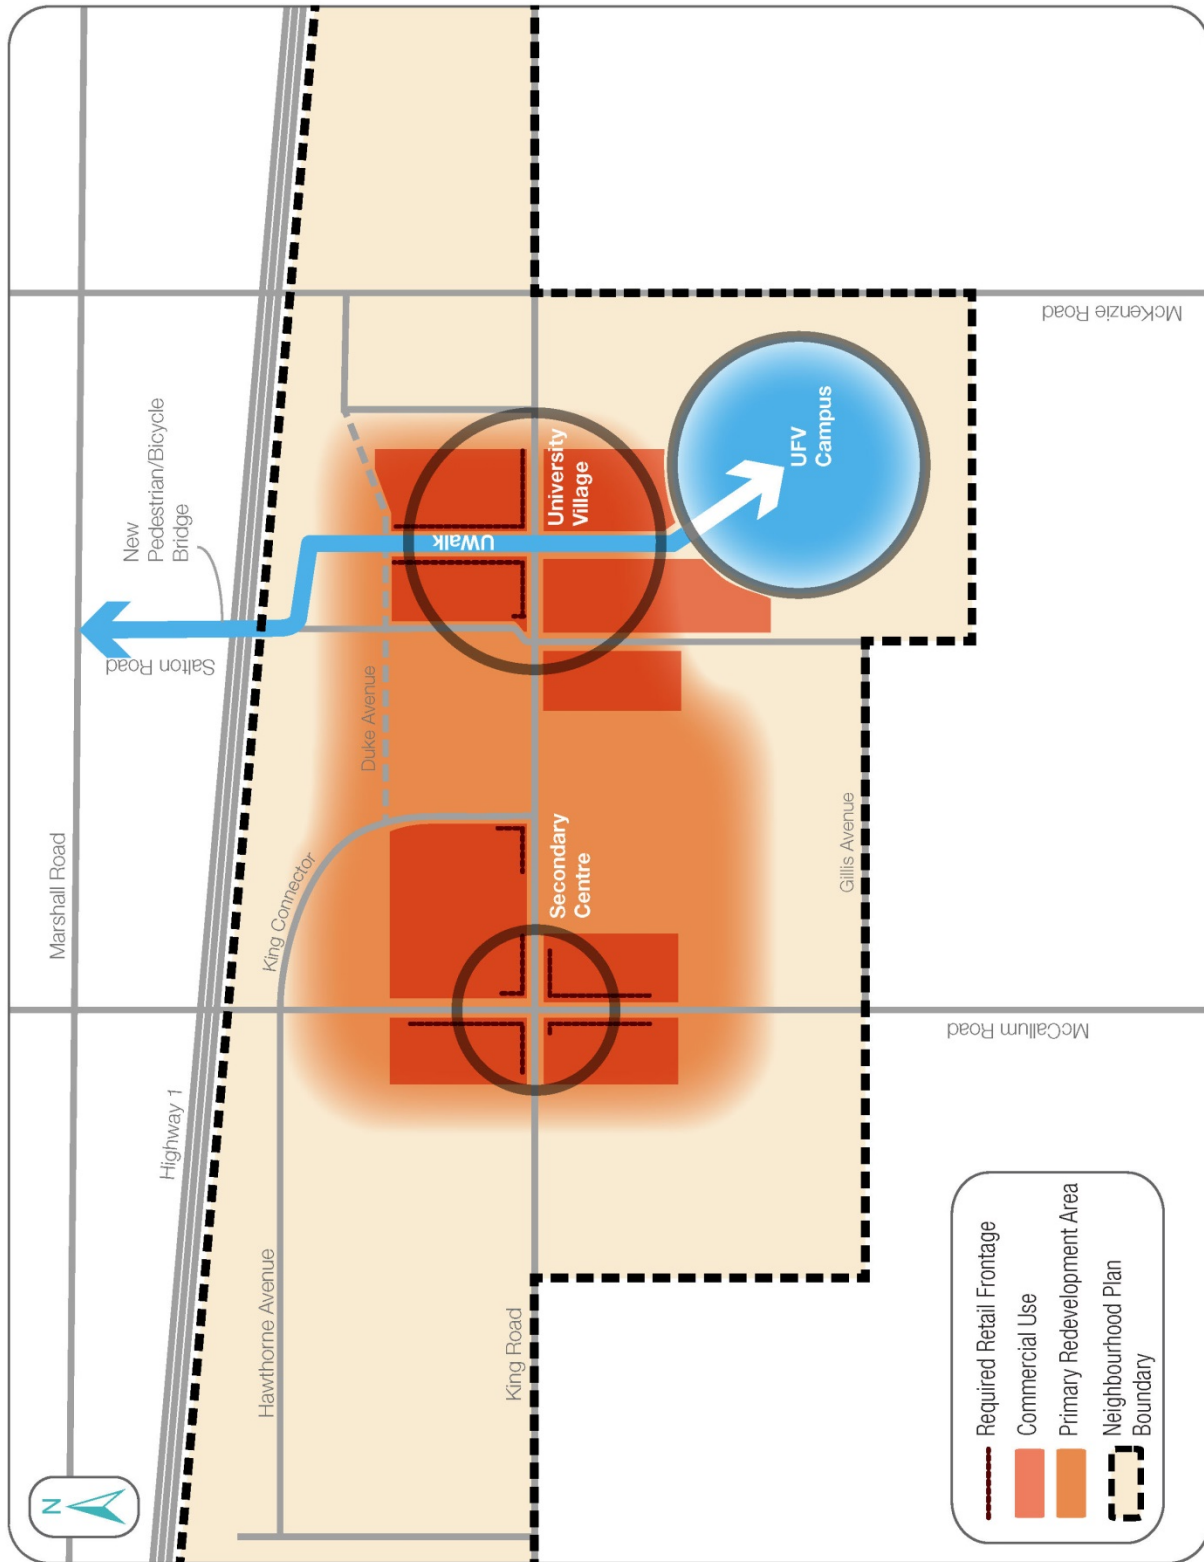 Marshall Road
New
Pedestrian/Bicycle
Bridge
Salton Road
Highway 1
King Connector
Duke Avenue
Hawthorne Avenue
UWalk
University
Village
King Road
Secondary
Centre
UFV
Campus
Gillis Avenue
McCallum Road
McKenzie Road
N
Required Retail Frontage
Commercial Use
Primary Redevelopment Area
Neighbourhood Plan
Boundary